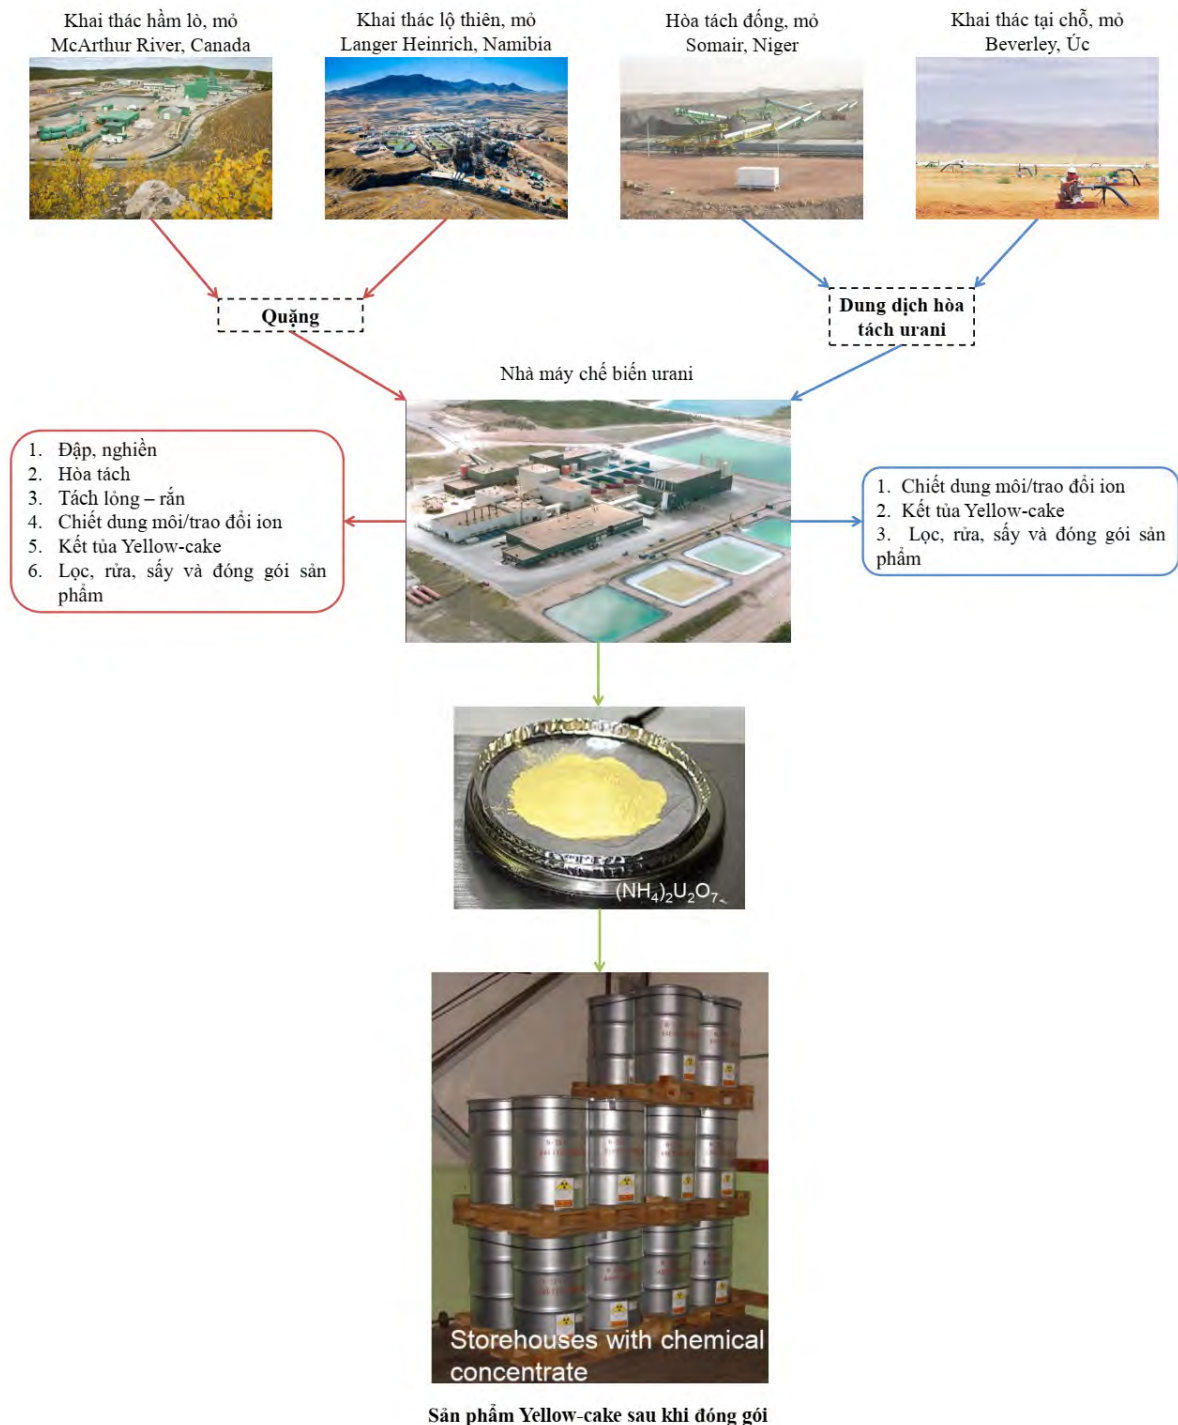 Khai thác hầm lò, mỏ
McArthur River, Canada
Khai thác lộ thiên, mỏ
Langer Heinrich, Namibia
Hòa tách đống, mỏ
Somair, Niger
Khai thác tại chỗ, mỏ
Beverley, Úc
Quặng
Dung dịch hòa
tách urani
Nhà máy chế biến urani
1. Đập, nghiền
2. Hòa tách
3. Tách lỏng – rắn
4. Chiết dung môi/trao đổi ion
5. Kết tủa Yellow-cake
6. Lọc, rửa, sấy và đóng gói sản
phẩm
1. Chiết dung môi/trao đổi ion
2. Kết tủa Yellow-cake
3. Lọc, rửa, sấy và đóng gói sản
phẩm
(NH₄)₂U₂O₇
Storehouses with chemical
concentrate
Sản phẩm Yellow-cake sau khi đóng gói